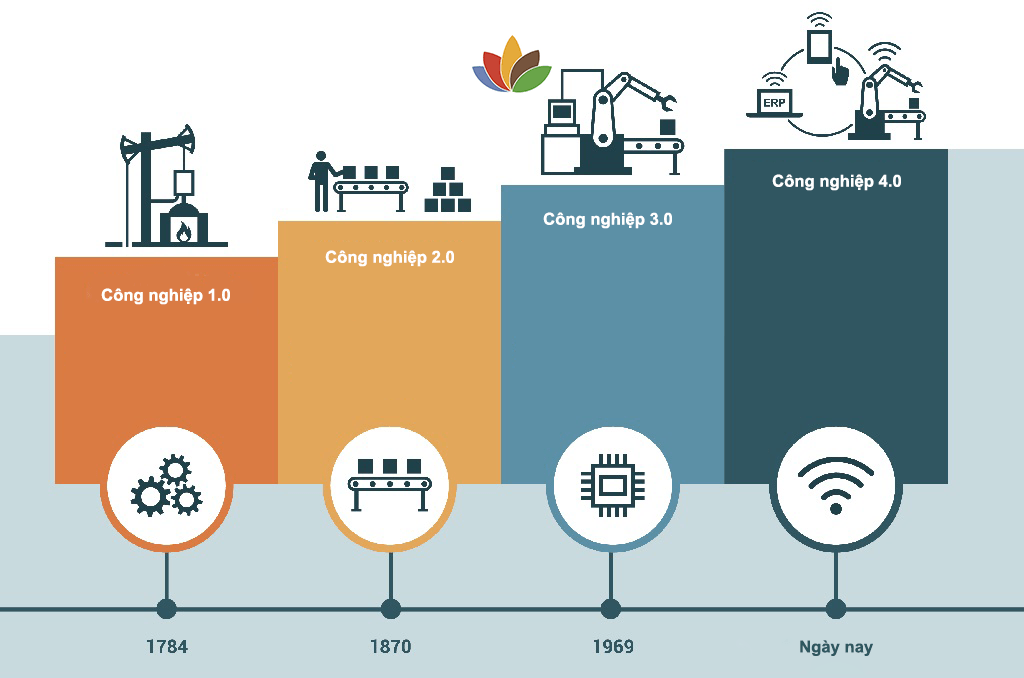 ERP
Công nghiệp 4.0
Công nghiệp 3.0
Công nghiệp 2.0
Công nghiệp 1.0
1784
1870
1969
Ngày nay